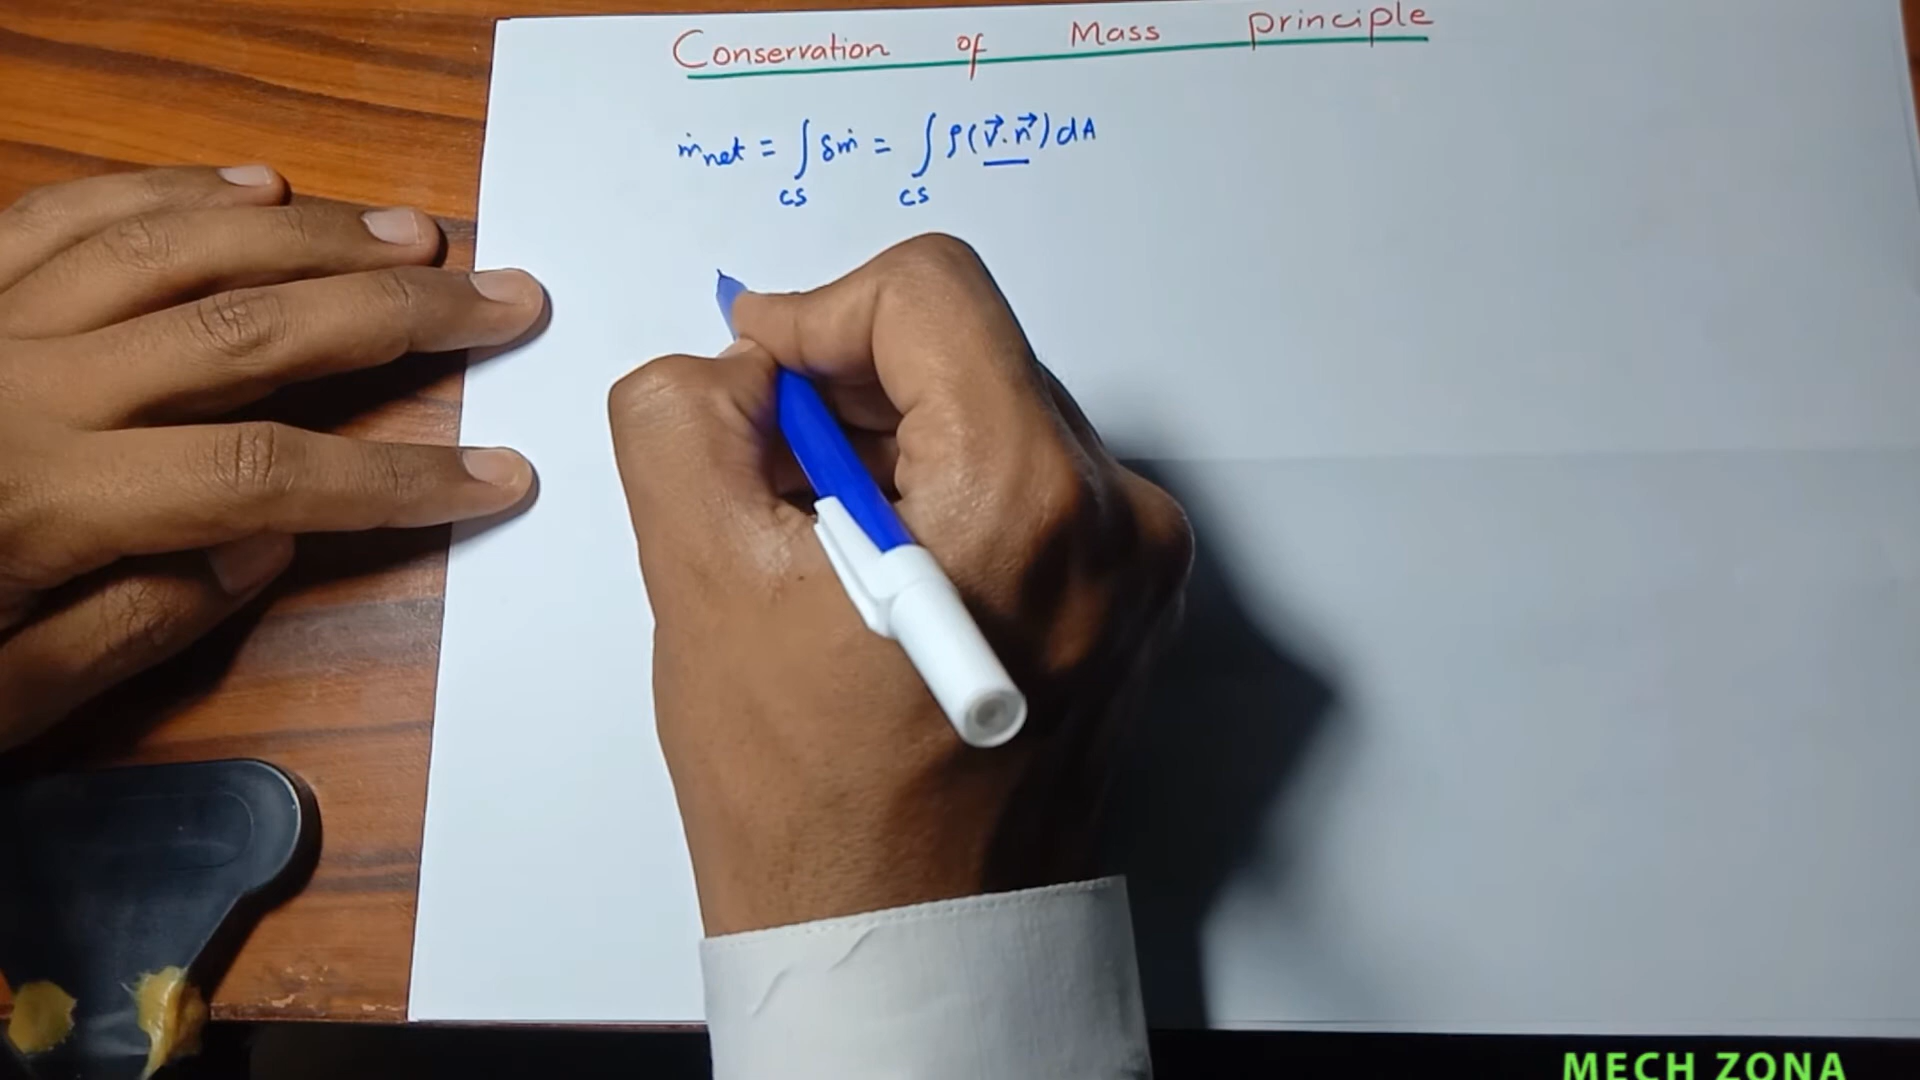 Conservation of Mass principle
ṁnet = ∫ δṁ = ∫ ρ(v⃗.n⃗)dA
CS CS
MECH ZONA